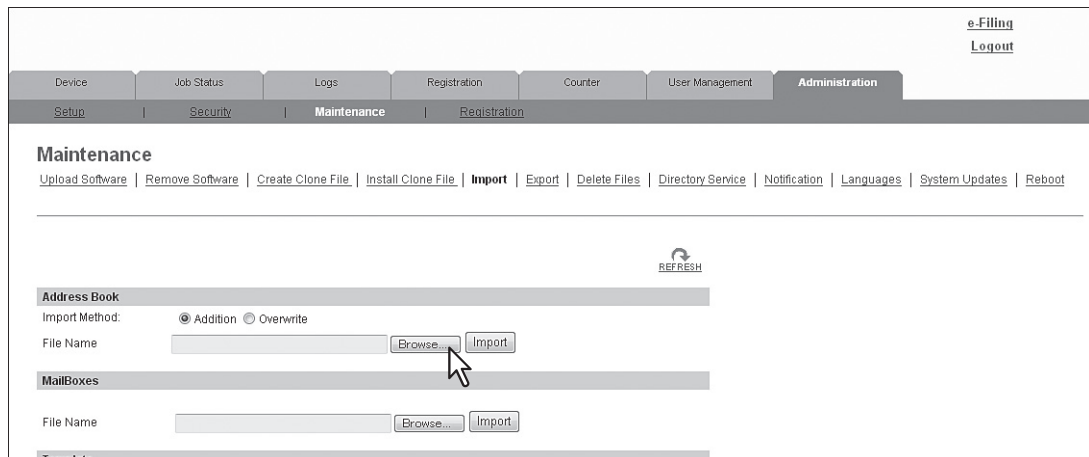 e-Filing
Logout
Device Job Status Logs Registration Counter User Management Administration
Setup | Security | Maintenance | Registration
Maintenance
Upload Software | Remove Software | Create Clone File | Install Clone File | Import | Export | Delete Files | Directory Service | Notification | Languages | System Updates | Reboot
REFRESH
Address Book
Import Method: Addition Overwrite
File Name Browse... Import
MailBoxes
File Name Browse... Import